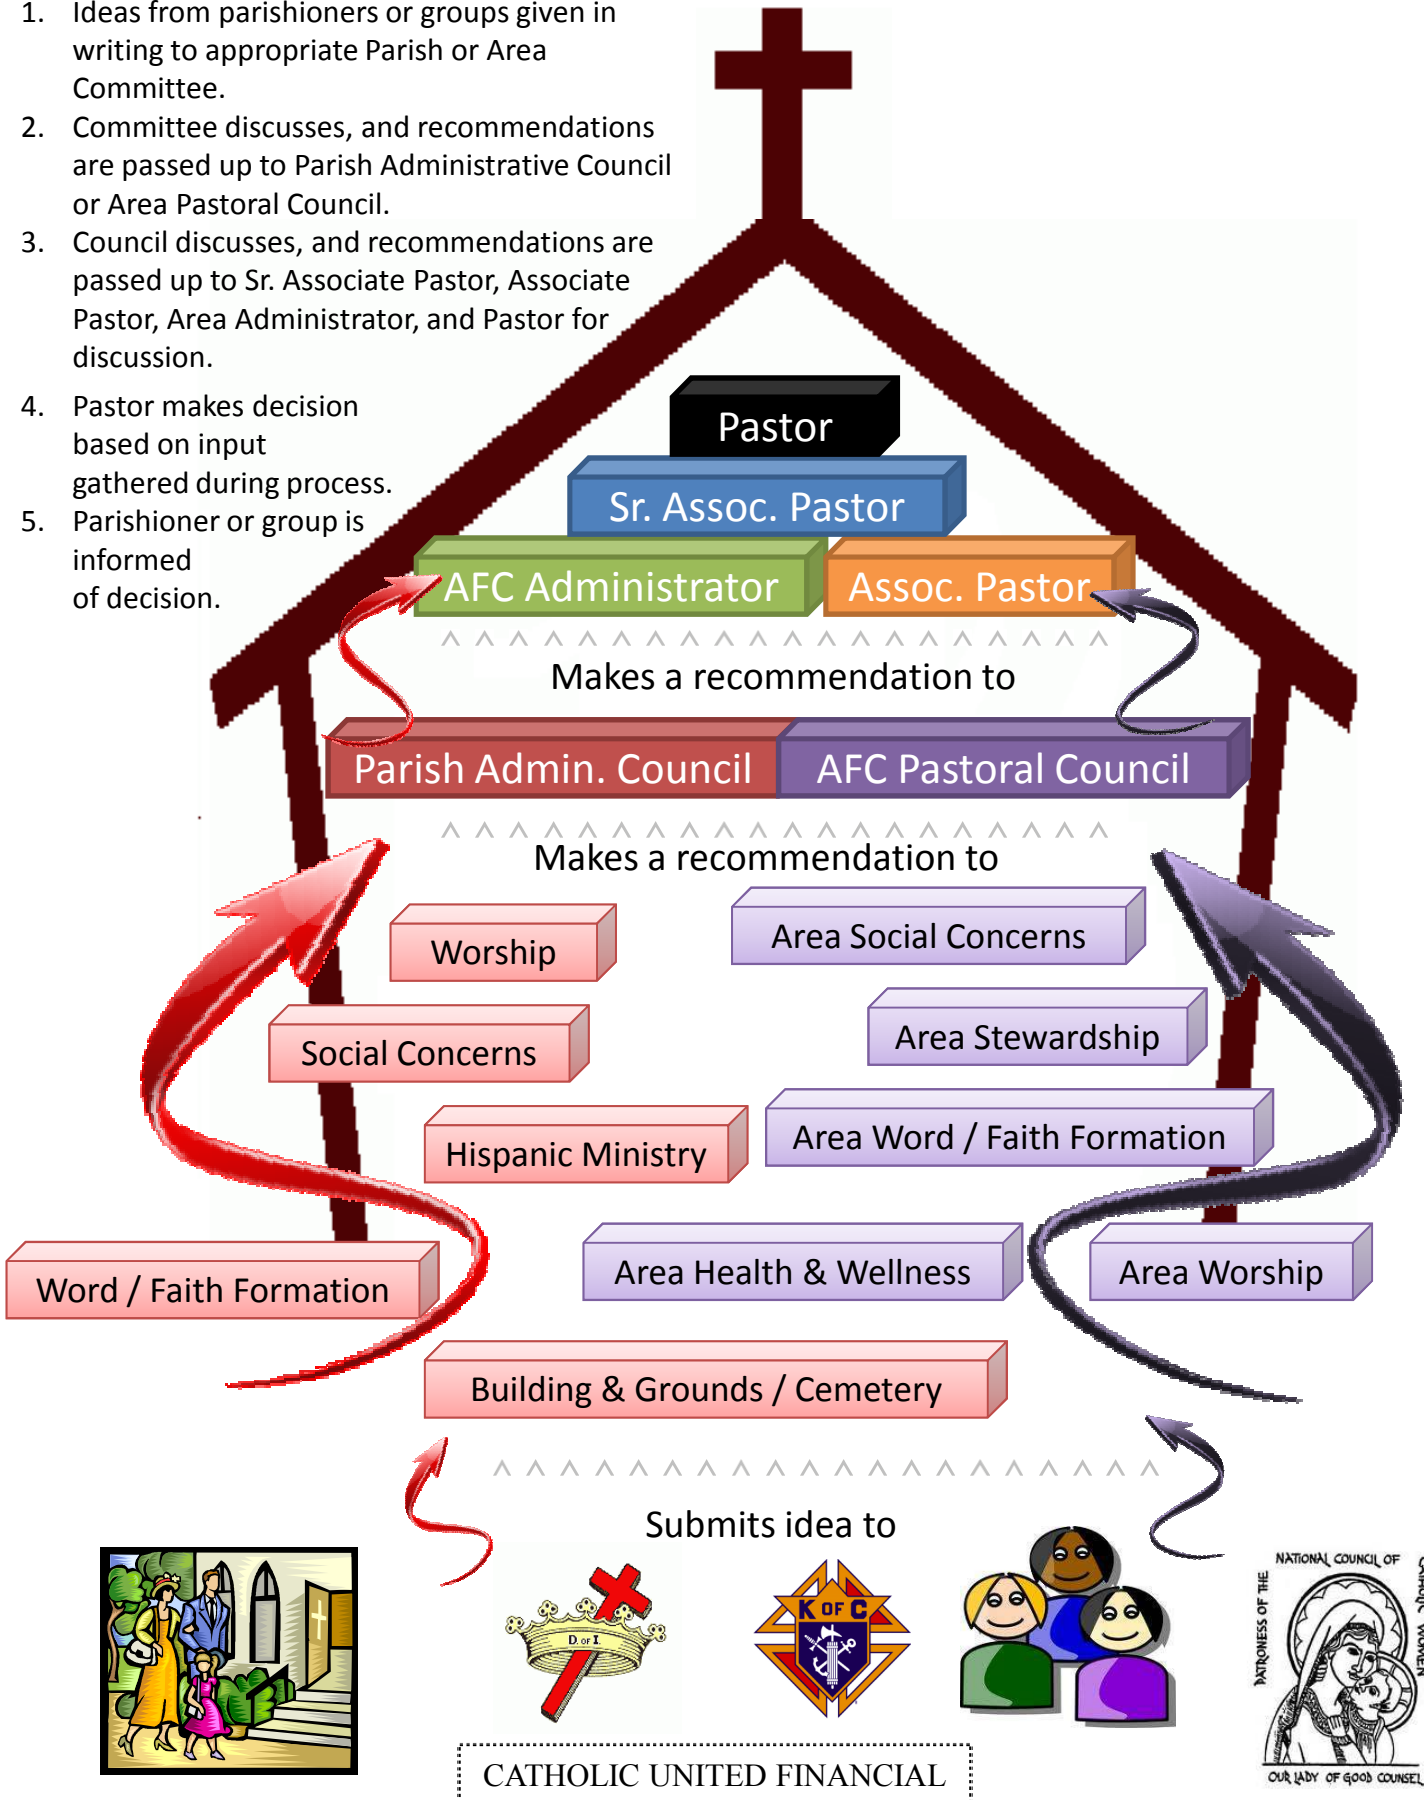 1. Ideas from parishioners or groups given in
writing to appropriate Parish or Area
Committee.
2. Committee discusses, and recommendations
are passed up to Parish Administrative Council
or Area Pastoral Council.
3. Council discusses, and recommendations are
passed up to Sr. Associate Pastor, Associate
Pastor, Area Administrator, and Pastor for
discussion.
4. Pastor makes decision
based on input
gathered during process.
5. Parishioner or group is
informed
of decision.
Pastor
Sr. Assoc. Pastor
AFC Administrator
Assoc. Pastor
Makes a recommendation to
Parish Admin. Council
AFC Pastoral Council
Makes a recommendation to
Worship
Area Social Concerns
Social Concerns
Area Stewardship
Hispanic Ministry
Area Word / Faith Formation
Word / Faith Formation
Area Health & Wellness
Area Worship
Building & Grounds / Cemetery
Submits idea to
D. OF I.
K OF C
PATRONESS OF THE
NATIONAL COUNCIL OF
CATHOLIC WOMEN
OUR LADY OF GOOD COUNSEL
CATHOLIC UNITED FINANCIAL